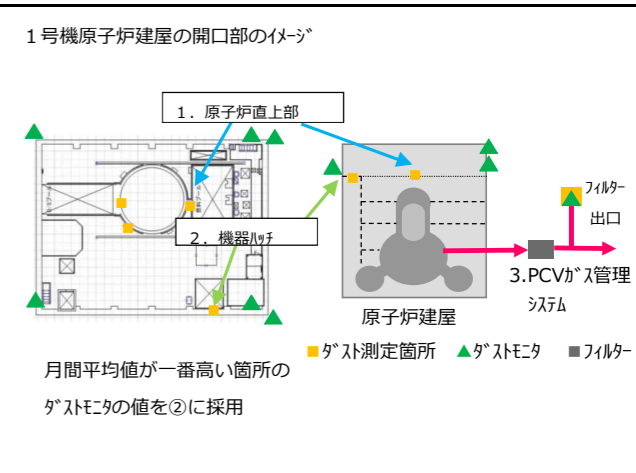 １号機原子炉建屋の開口部のｲﾒｰｼﾞ
１．原子炉直上部
２．機器ﾊｯﾁ
ﾌｨﾙﾀｰ
出口
3.PCVｶﾞｽ管理
ｼｽﾃﾑ
原子炉建屋
ﾀﾞｽﾄ測定箇所 ﾀﾞｽﾄﾓﾆﾀ ﾌｨﾙﾀｰ
月間平均値が一番高い箇所の
ﾀﾞｽﾄﾓﾆﾀの値を②に採用